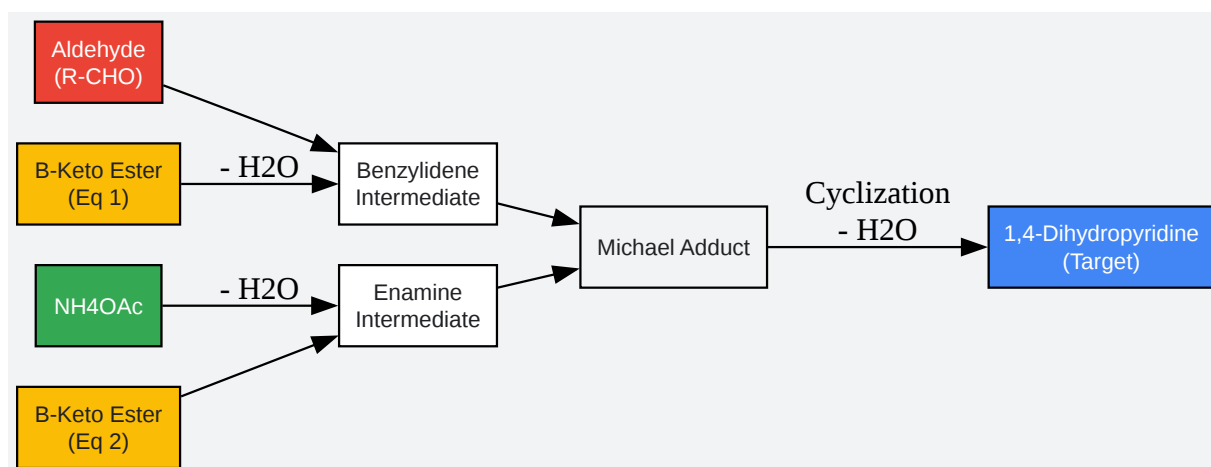 Aldehyde
(R-CHO)
B-Keto Ester
(Eq 1)
- H2O
Benzylidene
Intermediate
NH4OAc
- H2O
Enamine
Intermediate
B-Keto Ester
(Eq 2)
Michael Adduct
Cyclization
- H2O
1,4-Dihydropyridine
(Target)